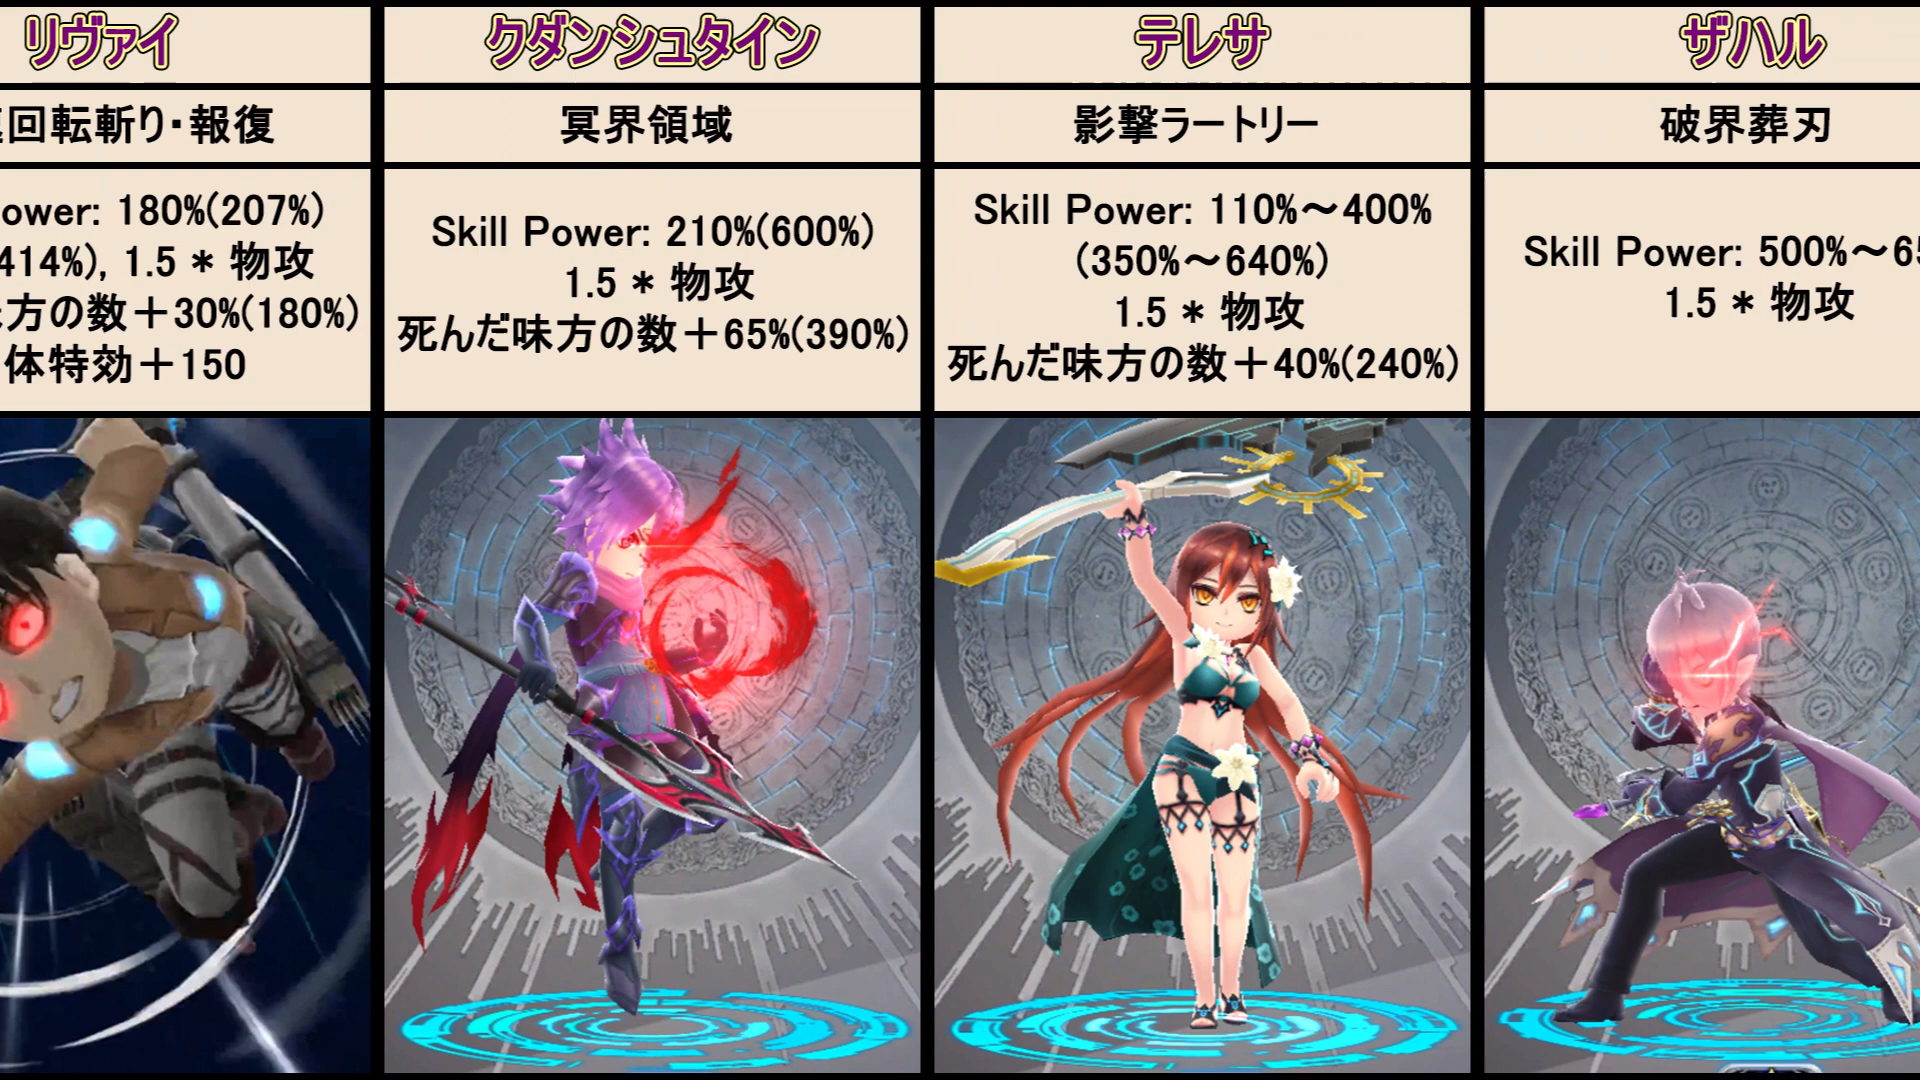 リヴァイ
回転斬り・報復
ower: 180%(207%)
414%), 1.5 * 物攻
方の数＋30%(180%)
体特効＋150
クダンシュタイン
冥界領域
Skill Power: 210%(600%)
1.5 * 物攻
死んだ味方の数＋65%(390%)
テレサ
影撃ラートリー
Skill Power: 110%～400%
(350%～640%)
1.5 * 物攻
死んだ味方の数＋40%(240%)
ザハル
破界葬刃
Skill Power: 500%～65
1.5 * 物攻